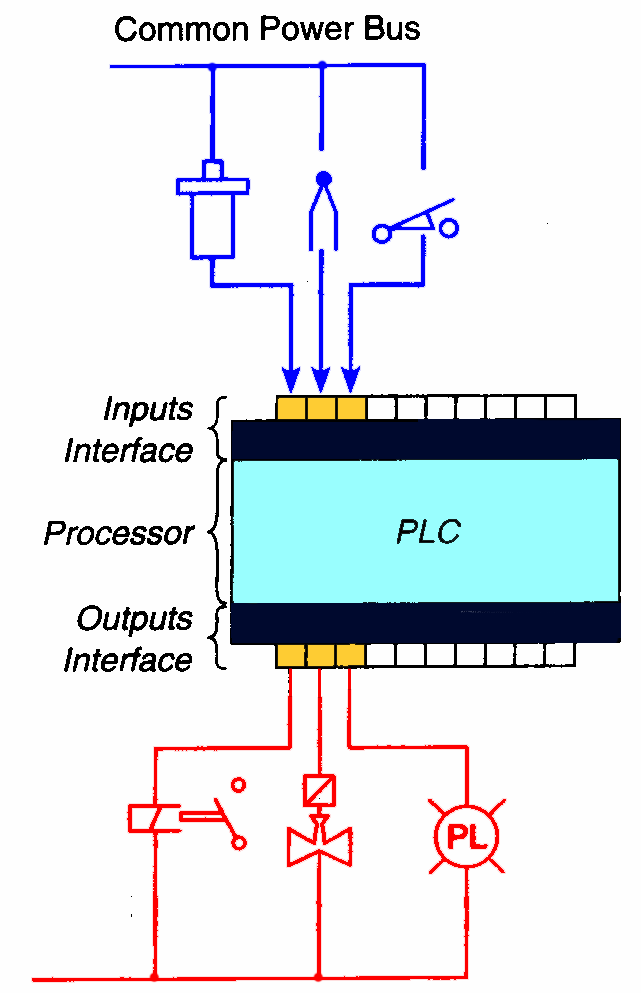 Common Power Bus
Inputs
Interface
Processor
PLC
Outputs
Interface
PL